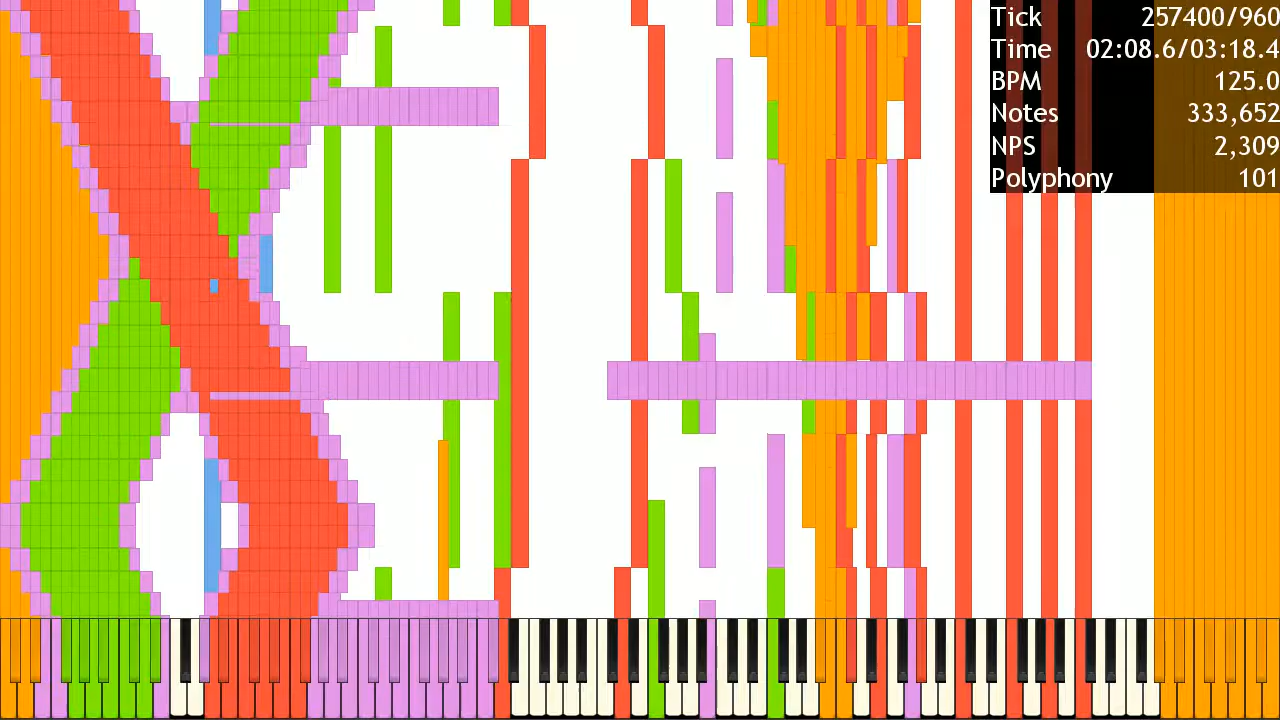 Tick 257400/960
Time 02:08.6/03:18.4
BPM 125.0
Notes 333,652
NPS 2,309
Polyphony 101